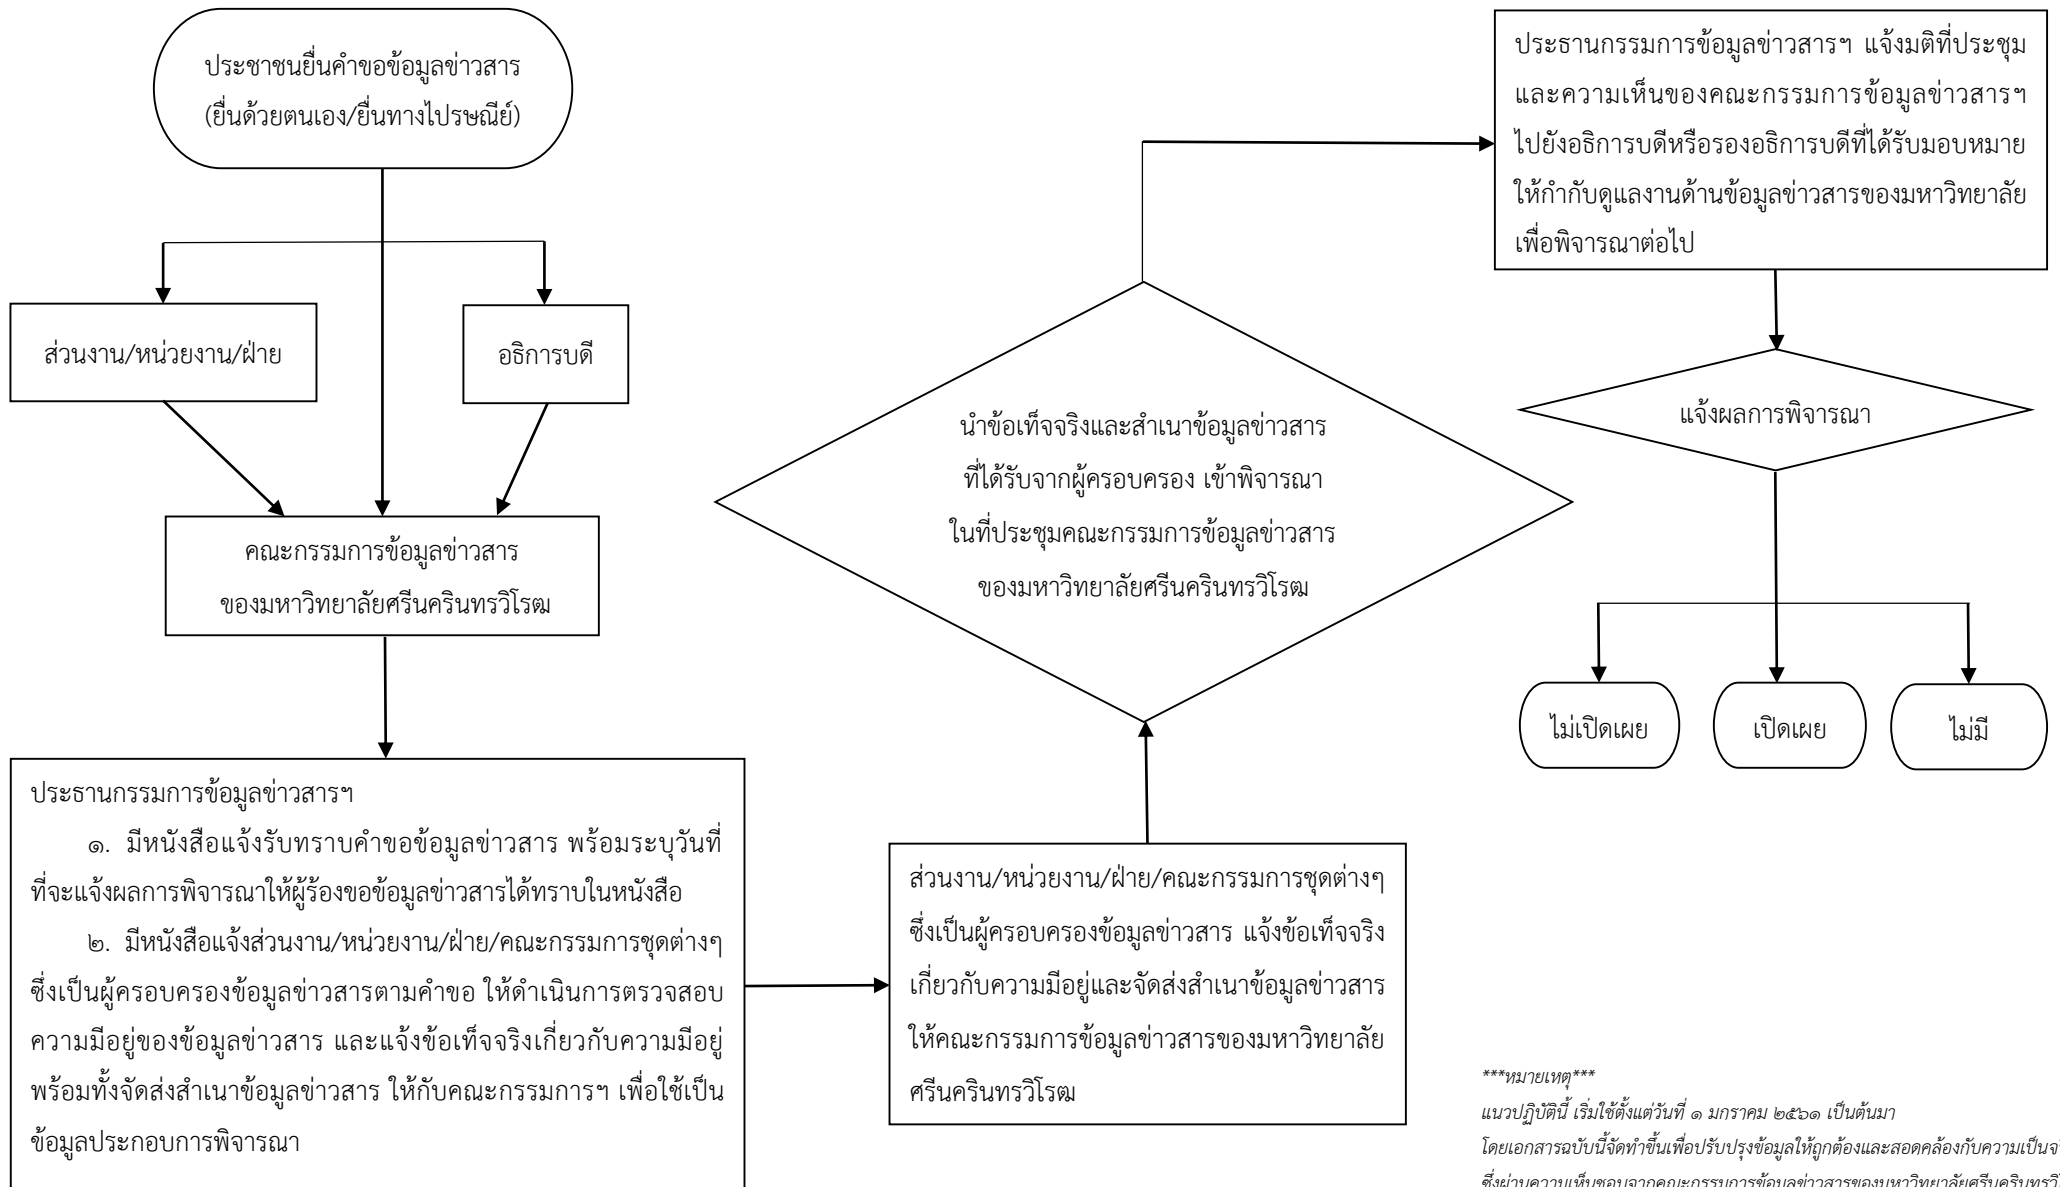 ประชาชนยื่นคำขอข้อมูลข่าวสาร
(ยื่นด้วยตนเอง/ยื่นทางไปรษณีย์)
ส่วนงาน/หน่วยงาน/ฝ่าย
อธิการบดี
คณะกรรมการข้อมูลข่าวสาร
ของมหาวิทยาลัยศรีนครินทรวิโรฒ
ประธานกรรมการข้อมูลข่าวสารฯ
๑. มีหนังสือแจ้งรับทราบคำขอข้อมูลข่าวสาร พร้อมระบุวันที่
ที่จะแจ้งผลการพิจารณาให้ผู้ร้องขอข้อมูลข่าวสารได้ทราบในหนังสือ
๒. มีหนังสือแจ้งส่วนงาน/หน่วยงาน/ฝ่าย/คณะกรรมการชุดต่างๆ
ซึ่งเป็นผู้ครอบครองข้อมูลข่าวสารตามคำขอ ให้ดำเนินการตรวจสอบ
ความมีอยู่ของข้อมูลข่าวสาร และแจ้งข้อเท็จจริงเกี่ยวกับความมีอยู่
พร้อมทั้งจัดส่งสำเนาข้อมูลข่าวสาร ให้กับคณะกรรมการฯ เพื่อใช้เป็น
ข้อมูลประกอบการพิจารณา
ส่วนงาน/หน่วยงาน/ฝ่าย/คณะกรรมการชุดต่างๆ
ซึ่งเป็นผู้ครอบครองข้อมูลข่าวสาร แจ้งข้อเท็จจริง
เกี่ยวกับความมีอยู่และจัดส่งสำเนาข้อมูลข่าวสาร
ให้คณะกรรมการข้อมูลข่าวสารของมหาวิทยาลัย
ศรีนครินทรวิโรฒ
นำข้อเท็จจริงและสำเนาข้อมูลข่าวสาร
ที่ได้รับจากผู้ครอบครอง เข้าพิจารณา
ในที่ประชุมคณะกรรมการข้อมูลข่าวสาร
ของมหาวิทยาลัยศรีนครินทรวิโรฒ
ประธานกรรมการข้อมูลข่าวสารฯ แจ้งมติที่ประชุม
และความเห็นของคณะกรรมการข้อมูลข่าวสารฯ
ไปยังอธิการบดีหรือรองอธิการบดีที่ได้รับมอบหมาย
ให้กำกับดูแลงานด้านข้อมูลข่าวสารของมหาวิทยาลัย
เพื่อพิจารณาต่อไป
แจ้งผลการพิจารณา
ไม่เปิดเผย
เปิดเผย
ไม่มี
***หมายเหตุ***
แนวปฏิบัตินี้ เริ่มใช้ตั้งแต่วันที่ ๑ มกราคม ๒๕๖๑ เป็นต้นมา
โดยเอกสารฉบับนี้จัดทำขึ้นเพื่อปรับปรุงข้อมูลให้ถูกต้องและสอดคล้องกับความเป็น
ซึ่งผ่านความเห็นชอบจากคณะกรรมการข้อมูลข่าวสารของมหาวิทยาลัย